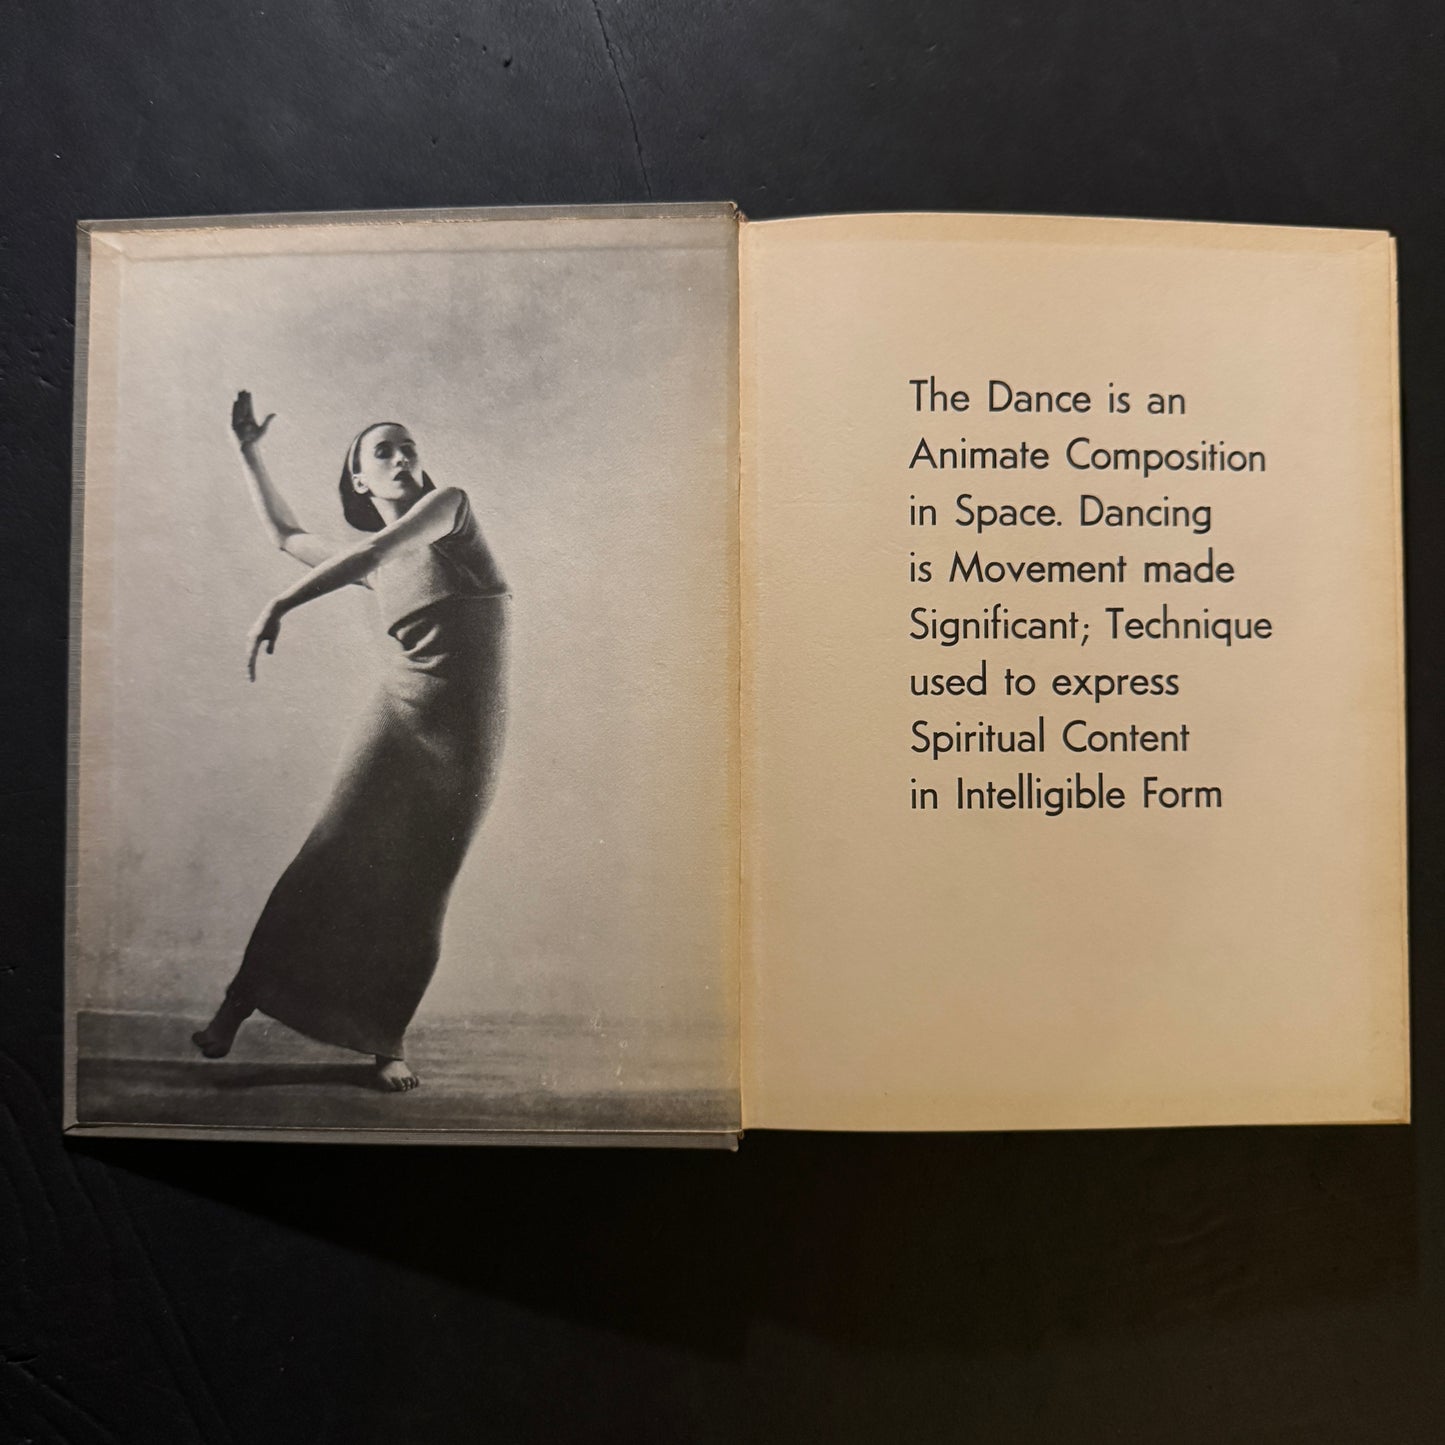 The Dance is an
Animate Composition
in Space. Dancing
is Movement made
Significant; Technique
used to express
Spiritual Content
in Intelligible Form